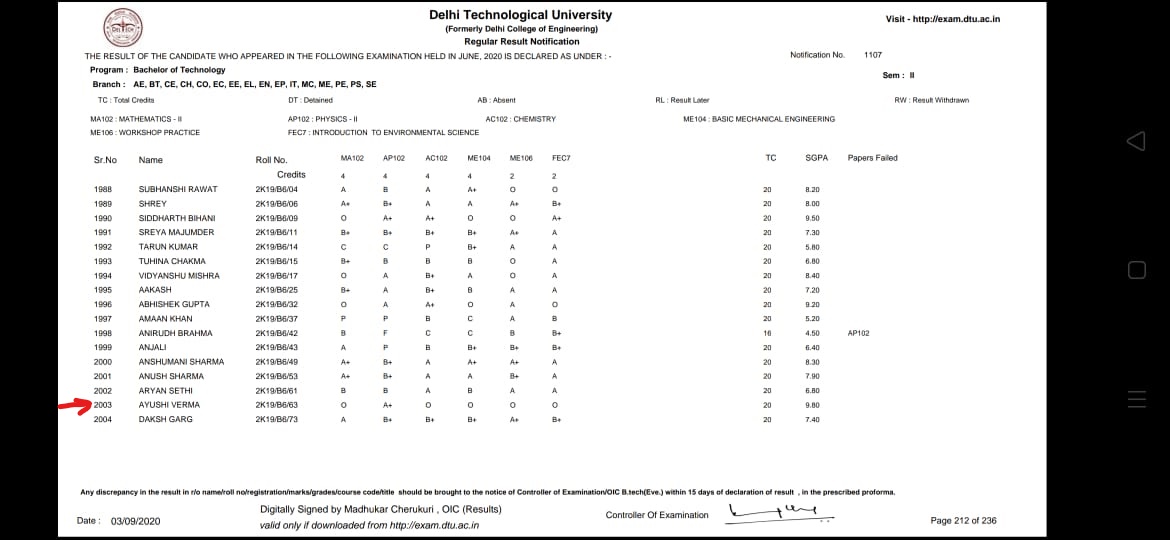 Delhi Technological University
(Formerly Delhi College of Engineering)
Regular Result Notification
Visit - http://exam.dtu.ac.in
THE RESULT OF THE CANDIDATE WHO APPEARED IN THE FOLLOWING EXAMINATION HELD IN JUNE, 2020 IS DECLARED AS UNDER : -
Notification No. 1107
Program : Bachelor of Technology
Sem : II
Branch : AE, BT, CE, CH, CO, EC, EE, EL, EN, EP, IT, MC, ME, PE, PS, SE
TC : Total Credits DT : Detained AB : Absent RL : Result Later RW : Result Withdrawn
MA102 : MATHEMATICS - II AP102 : PHYSICS - II AC102 : CHEMISTRY ME104 : BASIC MECHANICAL ENGINEERING
ME106 : WORKSHOP PRACTICE FEC7 : INTRODUCTION TO ENVIRONMENTAL SCIENCE
Sr.No Name Roll No. MA102 AP102 AC102 ME104 ME106 FEC7 TC SGPA Papers Failed
Credits 4 4 4 4 2 2
1988 SUBHANSHI RAWAT 2K19/B6/04 A B A A+ O O 20 8.20
1989 SHREY 2K19/B6/06 A+ B+ A A A+ B+ 20 8.00
1990 SIDDHARTH BIHANI 2K19/B6/09 O A+ A+ O O A+ 20 9.50
1991 SREYA MAJUMDER 2K19/B6/11 B+ B+ B+ B+ A+ A 20 7.30
1992 TARUN KUMAR 2K19/B6/14 C C P B+ A A 20 5.80
1993 TUHINA CHAKMA 2K19/B6/15 B+ B B B O A 20 6.80
1994 VIDYANSHU MISHRA 2K19/B6/17 O A B+ A O A 20 8.40
1995 AAKASH 2K19/B6/25 B+ A B+ B A A 20 7.20
1996 ABHISHEK GUPTA 2K19/B6/32 O A A+ O A O 20 9.20
1997 AMAAN KHAN 2K19/B6/37 P P B C A B 20 5.20
1998 ANIRUDH BRAHMA 2K19/B6/42 B F C C B B+ 16 4.50 AP102
1999 ANJALI 2K19/B6/43 A P B B+ B+ B+ 20 6.40
2000 ANSHUMANI SHARMA 2K19/B6/49 A+ B+ A A+ A+ A 20 8.30
2001 ANUSH SHARMA 2K19/B6/53 A+ B+ A A B+ A 20 7.90
2002 ARYAN SETHI 2K19/B6/61 B B A B A A 20 6.80
2003 AYUSHI VERMA 2K19/B6/63 O A+ O O O O 20 9.80
2004 DAKSH GARG 2K19/B6/73 A B+ B+ B+ A+ B+ 20 7.40
Any discrepancy in the result in r/o name/roll no/registration/marks/grades/course code/title should be brought to the notice of Controller of Examination/OIC B.tech(Eve.) within 15 days of declaration of result , in the prescribed proforma.
Digitally Signed by Madhukar Cherukuri , OIC (Results)
valid only if downloaded from http://exam.dtu.ac.in
Date : 03/09/2020
Controller Of Examination
Page 212 of 236